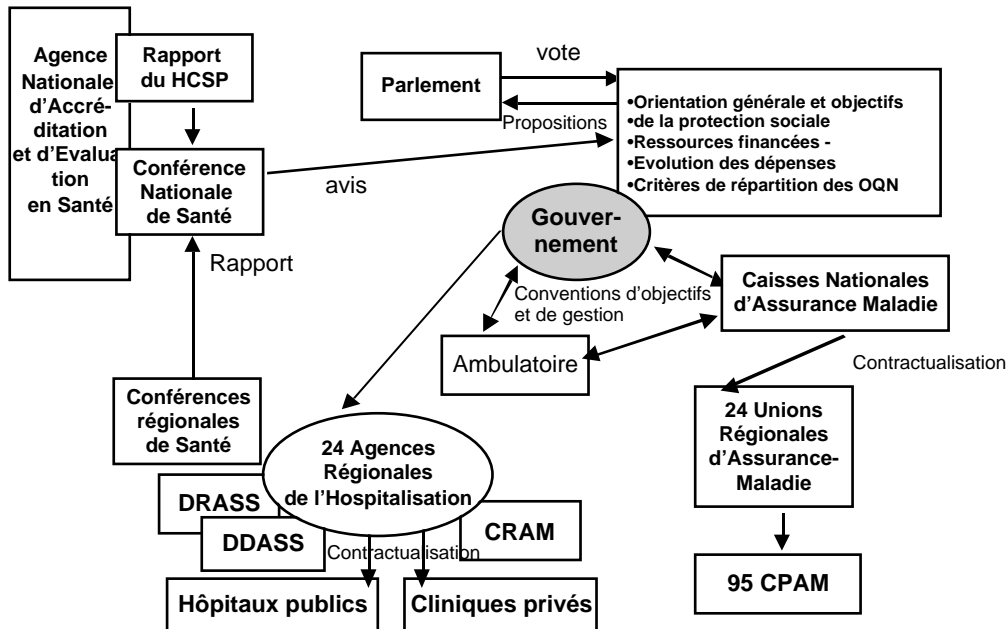 Agence
Nationale
d'Accré-
ditation
et d'Evalua
tion
en Santé
Rapport
du HCSP
Conférence
Nationale
de Santé
Rapport
Conférences
régionales
de Santé
Parlement
vote
Propositions
avis
•Orientation générale et objectifs
•de la protection sociale
•Ressources financées -
•Evolution des dépenses
•Critères de répartition des OQN
Gouver-
nement
Conventions d'objectifs
et de gestion
Ambulatoire
Caisses Nationales
d'Assurance Maladie
Contractualisation
24 Unions
Régionales
d'Assurance-
Maladie
95 CPAM
24 Agences
Régionales
de l'Hospitalisation
DRASS
DDASS
CRAM
Contractualisation
Hôpitaux publics
Cliniques privés